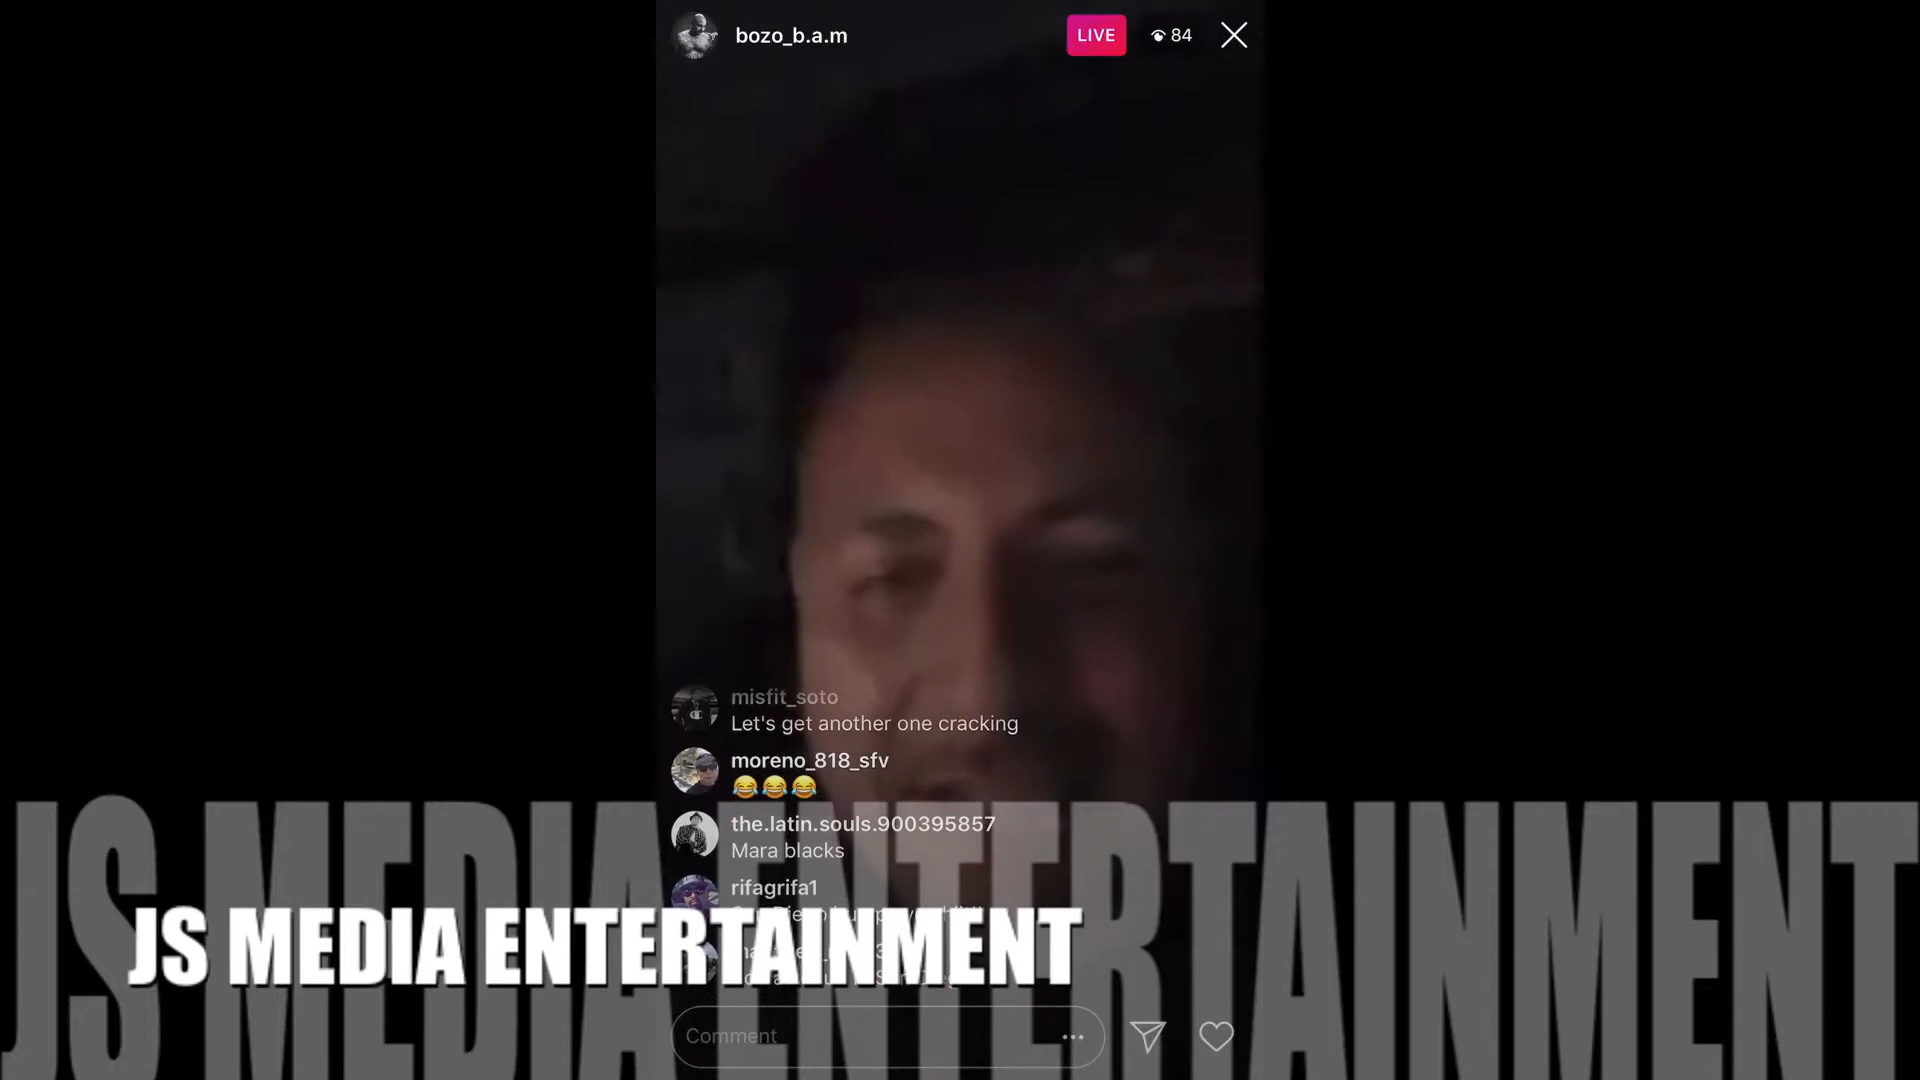 bozo_b.a.m
LIVE
84
misfit_soto
Let's get another one cracking
moreno_818_sfv
😂😂😂
the.latin.souls.900395857
Mara blacks
rifagrifa1
JS MEDIA ENTERTAINMENT
JS MEDIA ENTERTAINMENT
Comment